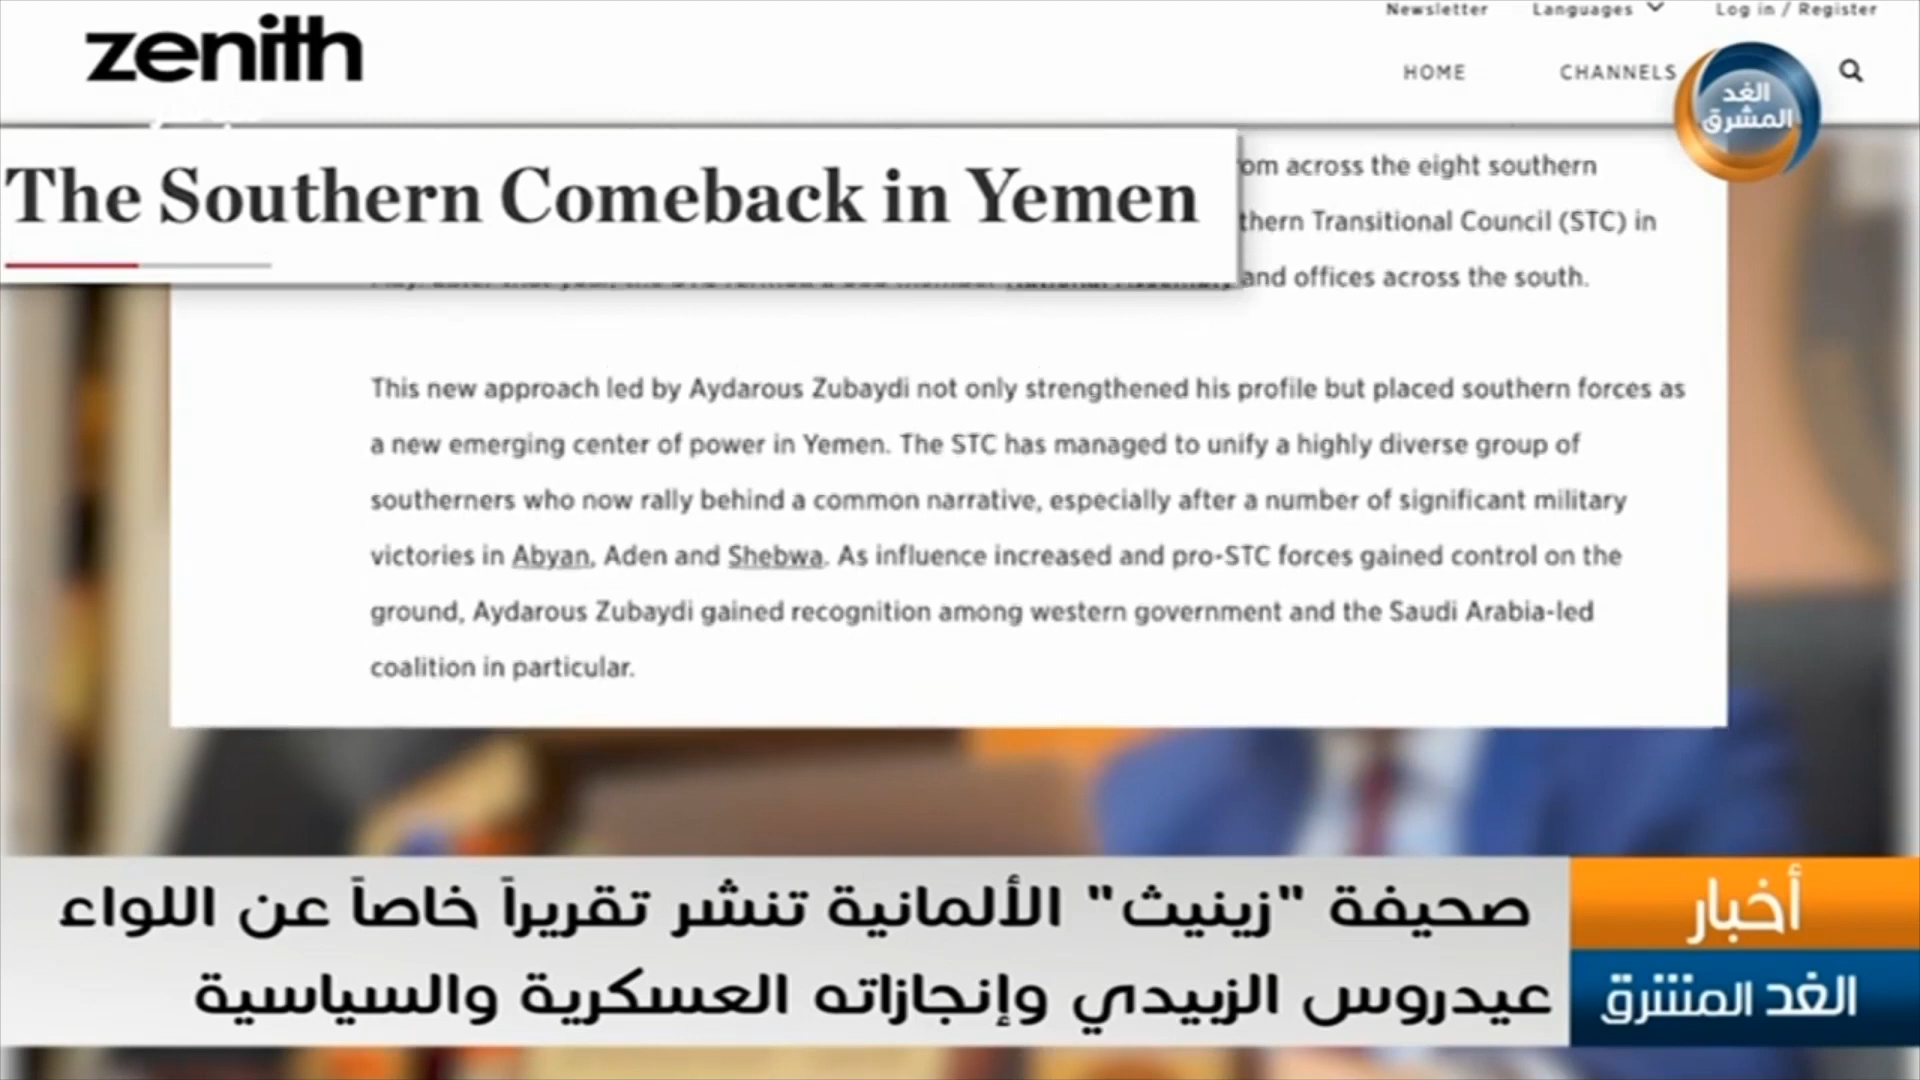 zenith
Newsletter
Languages
Log in / Register
HOME
CHANNELS
الغد
المشرق
The Southern Comeback in Yemen
across the eight southern
Transitional Council (STC) in
and offices across the south.
This new approach led by Aydarous Zubaydi not only strengthened his profile but placed southern forces as
a new emerging center of power in Yemen. The STC has managed to unify a highly diverse group of
southerners who now rally behind a common narrative, especially after a number of significant military
victories in Abyan, Aden and Shebwa. As influence increased and pro-STC forces gained control on the
ground, Aydarous Zubaydi gained recognition among western government and the Saudi Arabia-led
coalition in particular.
أخبار
الغد المشرق
صحيفة "زينيث" الألمانية تنشر تقريراً خاصاً عن اللواء
عيدروس الزبيدي وإنجازاته العسكرية والسياسية